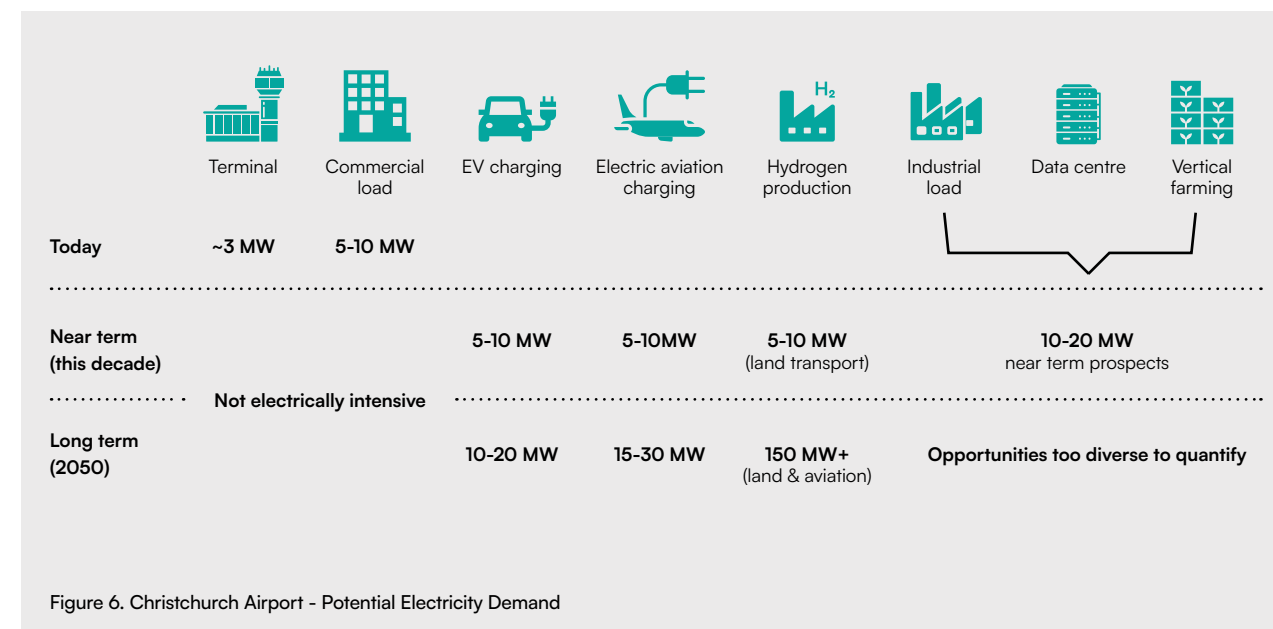 H₂
Terminal
Commercial
load
EV charging
Electric aviation
charging
Hydrogen
production
Industrial
load
Data centre
Vertical
farming
Today
~3 MW
5-10 MW
Near term
(this decade)
5-10 MW
5-10MW
5-10 MW
(land transport)
10-20 MW
near term prospects
Not electrically intensive
Long term
(2050)
10-20 MW
15-30 MW
150 MW+
(land & aviation)
Opportunities too diverse to quantify
Figure 6. Christchurch Airport - Potential Electricity Demand